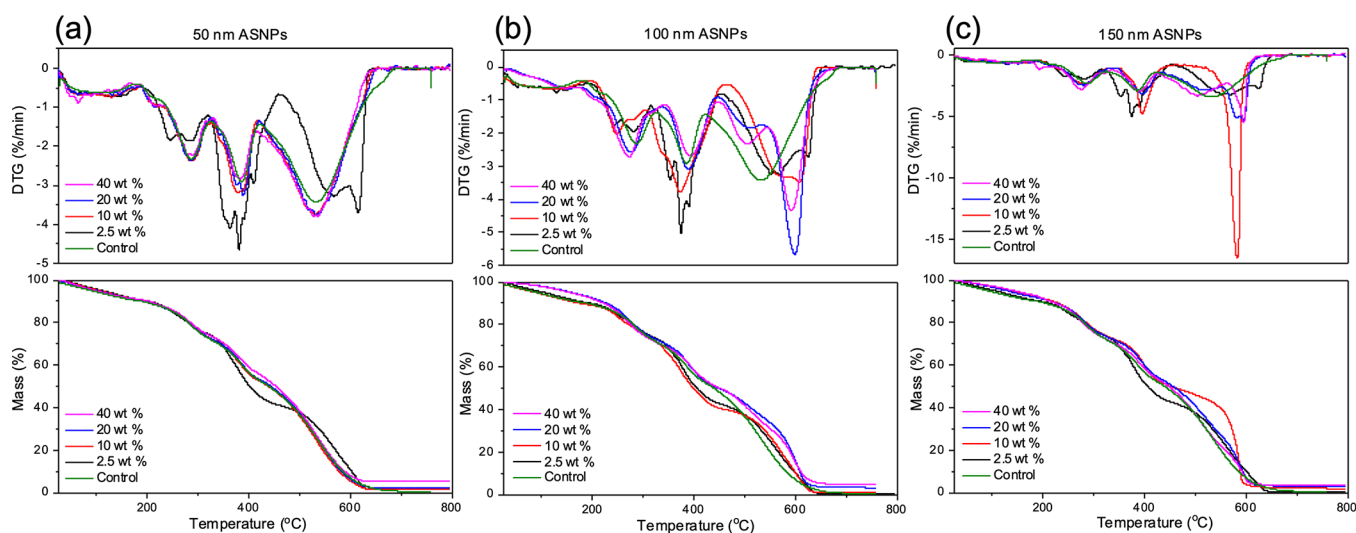 (a)
50 nm ASNPs
0
-1
-2
-3
-4
-5
DTG (%/min)
40 wt %
20 wt %
10 wt %
2.5 wt %
Control
100
80
60
40
20
0
Mass (%)
40 wt %
20 wt %
10 wt %
2.5 wt %
Control
200 400 600 800
Temperature (°C)
(b)
100 nm ASNPs
0
-1
-2
-3
-4
-5
-6
DTG (%/min)
40 wt %
20 wt %
10 wt %
2.5 wt %
Control
100
80
60
40
20
0
Mass (%)
40 wt %
20 wt %
10 wt %
2.5 wt %
Control
200 400 600 800
Temperature (°C)
(c)
150 nm ASNPs
0
-5
-10
-15
DTG (%/min)
40 wt %
20 wt %
10 wt %
2.5 wt %
Control
100
80
60
40
20
0
Mass (%)
40 wt %
20 wt %
10 wt %
2.5 wt %
Control
200 400 600 800
Temperature (°C)